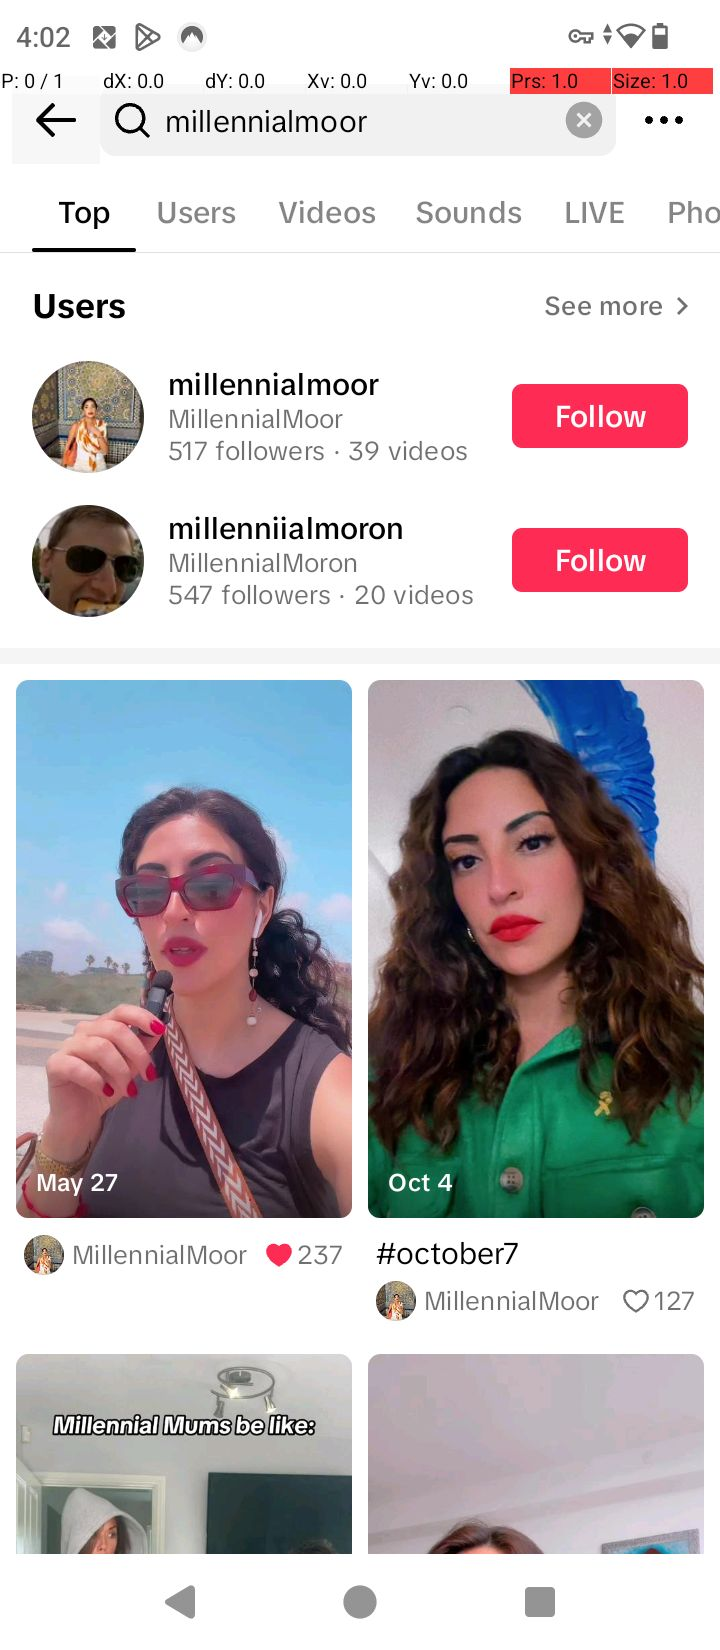 4:02
P: 0 / 1 dX: 0.0 dY: 0.0 Xv: 0.0 Yv: 0.0 Prs: 1.0 Size: 1.0
millennialmoor
Top Users Videos Sounds LIVE Pho
Users See more
millennialmoor
MillennialMoor
517 followers · 39 videos
Follow
millenniialmoron
MillennialMoron
547 followers · 20 videos
Follow
May 27
Oct 4
MillennialMoor 237
#october7
MillennialMoor 127
Millennial Mums be like: